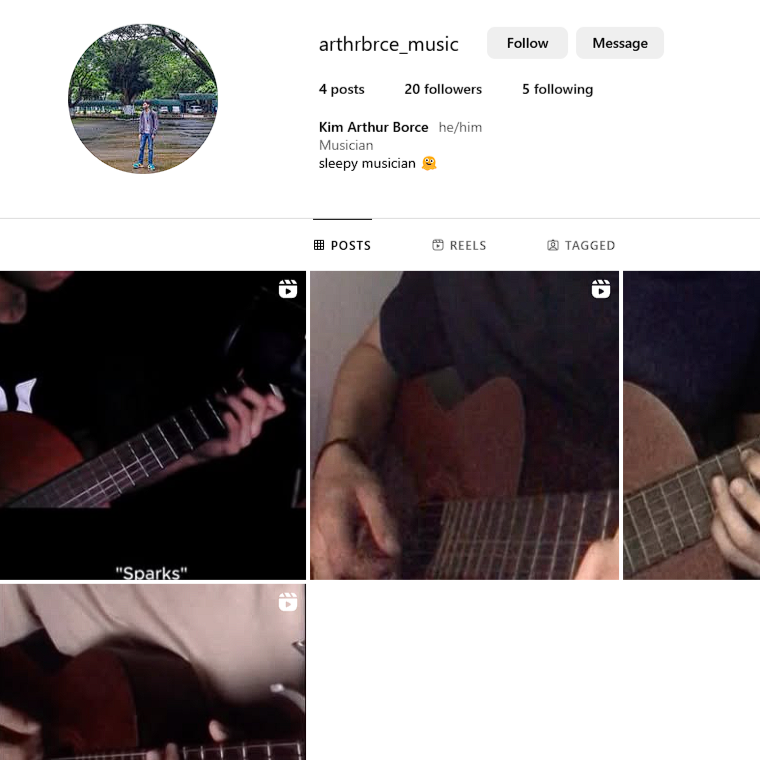 arthrbrce_music Follow Message
4 posts 20 followers 5 following
Kim Arthur Borce he/him
Musician
sleepy musician
POSTS REELS TAGGED
"Sparks"